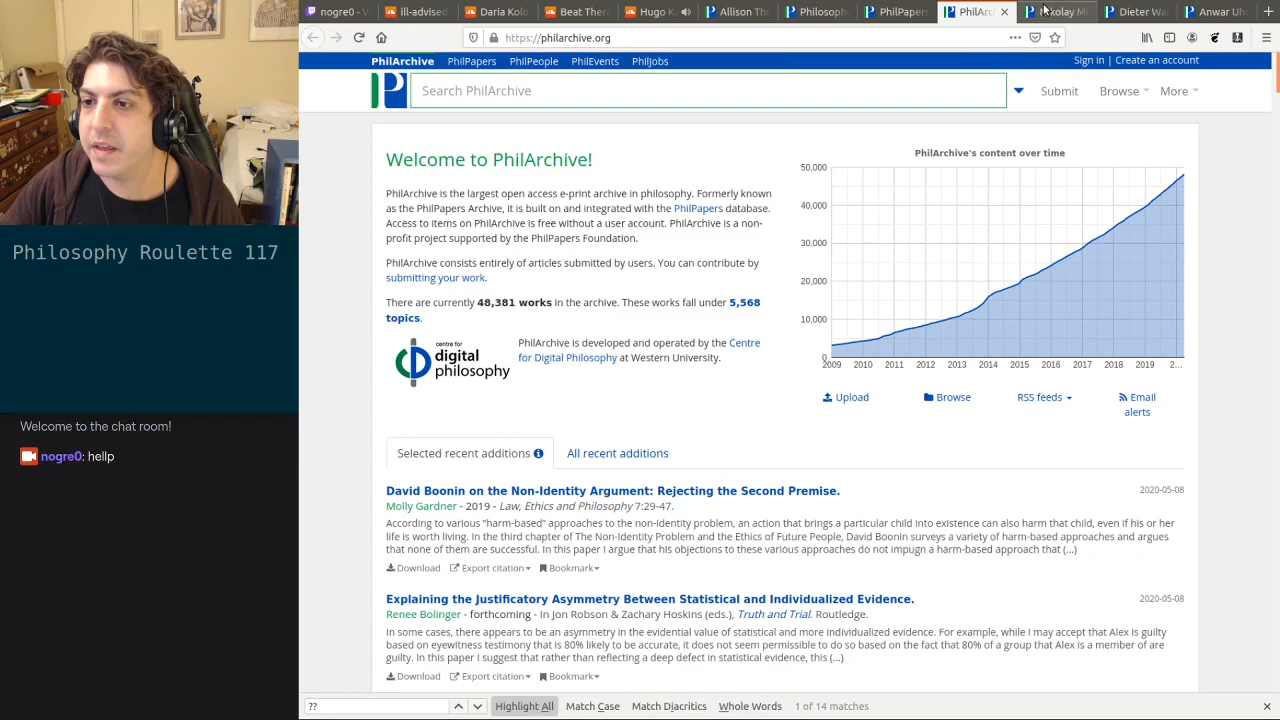 nogre0 - V
ill-advised
Daria Kolo
Beat There
Hugo K
Allison Th
Philosoph
PhilPapers
PhilArc
Nikolay Mi
Dieter Wa
Anwar Uh
https://philarchive.org
PhilArchive PhilPapers PhilPeople PhilEvents PhilJobs
Sign in | Create an account
Search PhilArchive
Submit Browse More
Welcome to PhilArchive!
PhilArchive is the largest open access e-print archive in philosophy. Formerly known
as the PhilPapers Archive, it is built on and integrated with the PhilPapers database.
Access to items on PhilArchive is free without a user account. PhilArchive is a non-
profit project supported by the PhilPapers Foundation.
PhilArchive consists entirely of articles submitted by users. You can contribute by
submitting your work.
There are currently 48,381 works in the archive. These works fall under 5,568
topics.
centre for
digital
philosophy
PhilArchive is developed and operated by the Centre
for Digital Philosophy at Western University.
PhilArchive's content over time
50,000
40,000
30,000
20,000
10,000
0
2009 2010 2011 2012 2013 2014 2015 2016 2017 2018 2019 2...
Upload Browse RSS feeds Email
alerts
Selected recent additions All recent additions
David Boonin on the Non-Identity Argument: Rejecting the Second Premise.
2020-05-08
Molly Gardner - 2019 - Law, Ethics and Philosophy 7:29-47.
According to various “harm-based” approaches to the non-identity problem, an action that brings a particular child into existence can also harm that child, even if his or her
life is worth living. In the third chapter of The Non-Identity Problem and the Ethics of Future People, David Boonin surveys a variety of harm-based approaches and argues
that none of them are successful. In this paper I argue that his objections to these various approaches do not impugn a harm-based approach that (...)
Download Export citation Bookmark
Explaining the Justificatory Asymmetry Between Statistical and Individualized Evidence.
2020-05-08
Renee Bolinger - forthcoming - In Jon Robson & Zachary Hoskins (eds.), Truth and Trial. Routledge.
In some cases, there appears to be an asymmetry in the evidential value of statistical and more individualized evidence. For example, while I may accept that Alex is guilty
based on eyewitness testimony that is 80% likely to be accurate, it does not seem permissible to do so based on the fact that 80% of a group that Alex is a member of are
guilty. In this paper I suggest that rather than reflecting a deep defect in statistical evidence, this (...)
Download Export citation Bookmark
?? Highlight All Match Case Match Diacritics Whole Words 1 of 14 matches
Philosophy Roulette 117
Welcome to the chat room!
nogre0: hellp